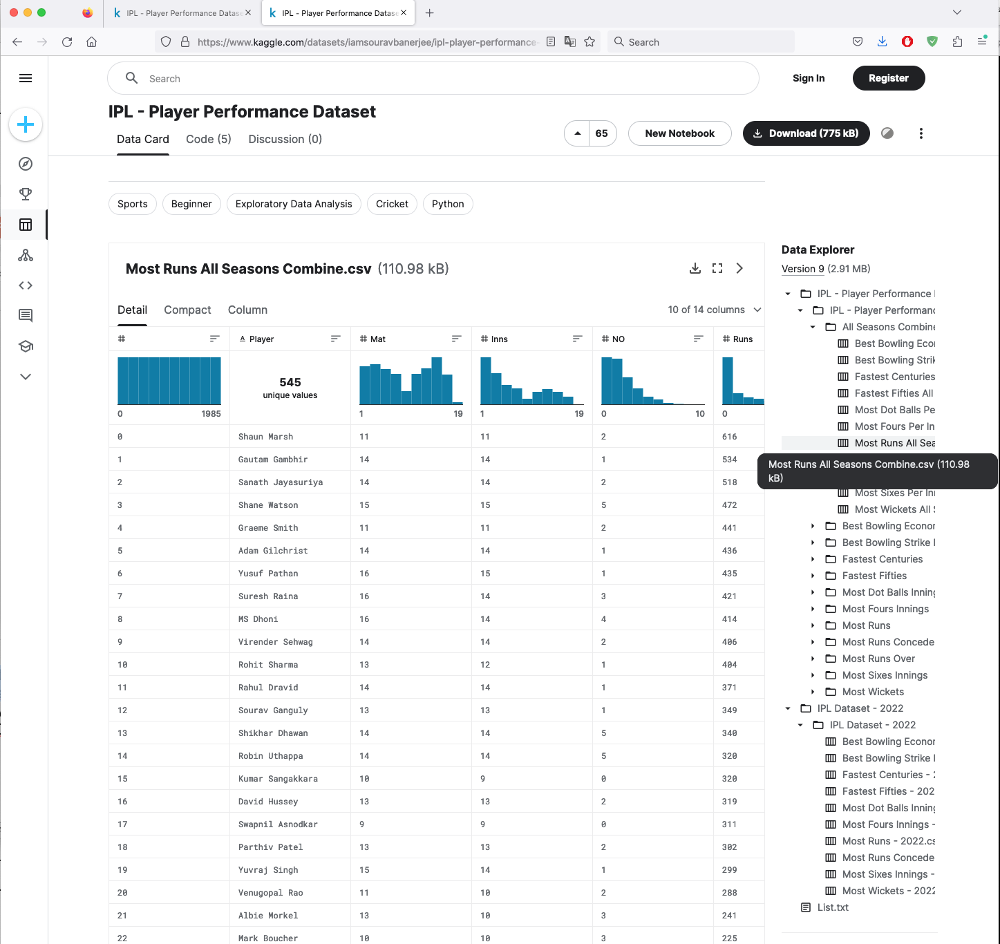 IPL - Player Performance Datase
IPL - Player Performance Datase
https://www.kaggle.com/datasets/iamsouravbanerjee/ipl-player-performance-
Search
Search
Sign In
Register
IPL - Player Performance Dataset
Data Card
Code (5)
Discussion (0)
65
New Notebook
Download (775 kB)
Sports
Beginner
Exploratory Data Analysis
Cricket
Python
Most Runs All Seasons Combine.csv (110.98 kB)
Detail
Compact
Column
10 of 14 columns
# A Player # Mat # Inns # NO # Runs
545
unique values
0 1985 1 19 1 19 0 10 0
0 Shaun Marsh 11 11 2 616
1 Gautam Gambhir 14 14 1 534
2 Sanath Jayasuriya 14 14 2 518
3 Shane Watson 15 15 5 472
4 Graeme Smith 11 11 2 441
5 Adam Gilchrist 14 14 1 436
6 Yusuf Pathan 16 15 1 435
7 Suresh Raina 16 14 3 421
8 MS Dhoni 16 14 4 414
9 Virender Sehwag 14 14 2 406
10 Rohit Sharma 13 12 1 404
11 Rahul Dravid 14 14 1 371
12 Sourav Ganguly 13 13 1 349
13 Shikhar Dhawan 14 14 5 340
14 Robin Uthappa 14 14 5 320
15 Kumar Sangakkara 10 9 0 320
16 David Hussey 13 13 2 319
17 Swapnil Asnodkar 9 9 0 311
18 Parthiv Patel 13 13 2 302
19 Yuvraj Singh 15 14 1 299
20 Venugopal Rao 11 10 2 288
21 Albie Morkel 13 10 3 241
22 Mark Boucher 10 10 3 225
Data Explorer
Version 9 (2.91 MB)
IPL - Player Performance
IPL - Player Performanc
All Seasons Combine
Best Bowling Eco
Best Bowling Strik
Fastest Centuries
Fastest Fifties All
Most Dot Balls Pe
Most Fours Per In
Most Runs All Sea
Most Runs All Seasons Combine.csv (110.98
kB)
Most Sixes Per In
Most Wickets All
Best Bowling Econor
Best Bowling Strike
Fastest Centuries
Fastest Fifties
Most Dot Balls Inning
Most Fours Innings
Most Runs
Most Runs Concede
Most Runs Over
Most Sixes Innings
Most Wickets
IPL Dataset - 2022
IPL Dataset - 2022
Best Bowling Econor
Best Bowling Strike
Fastest Centuries -
Fastest Fifties - 202
Most Dot Balls Inning
Most Fours Innings -
Most Runs - 2022.cs
Most Runs Concede
Most Sixes Innings -
Most Wickets - 2022
List.txt